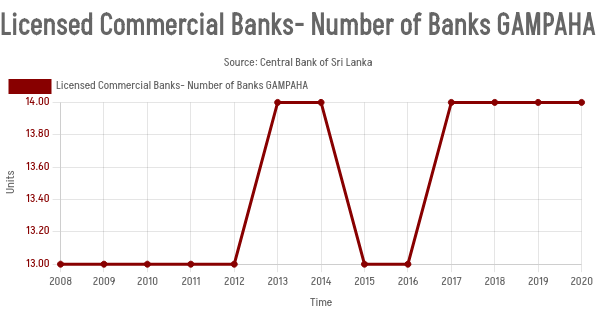 Licensed Commercial Banks- Number of Banks GAMPAHA
Source: Central Bank of Sri Lanka
Licensed Commercial Banks- Number of Banks GAMPAHA
14.00
13.80
13.60
13.40
13.20
13.00
Units
2008 2009 2010 2011 2012 2013 2014 2015 2016 2017 2018 2019 2020
Time